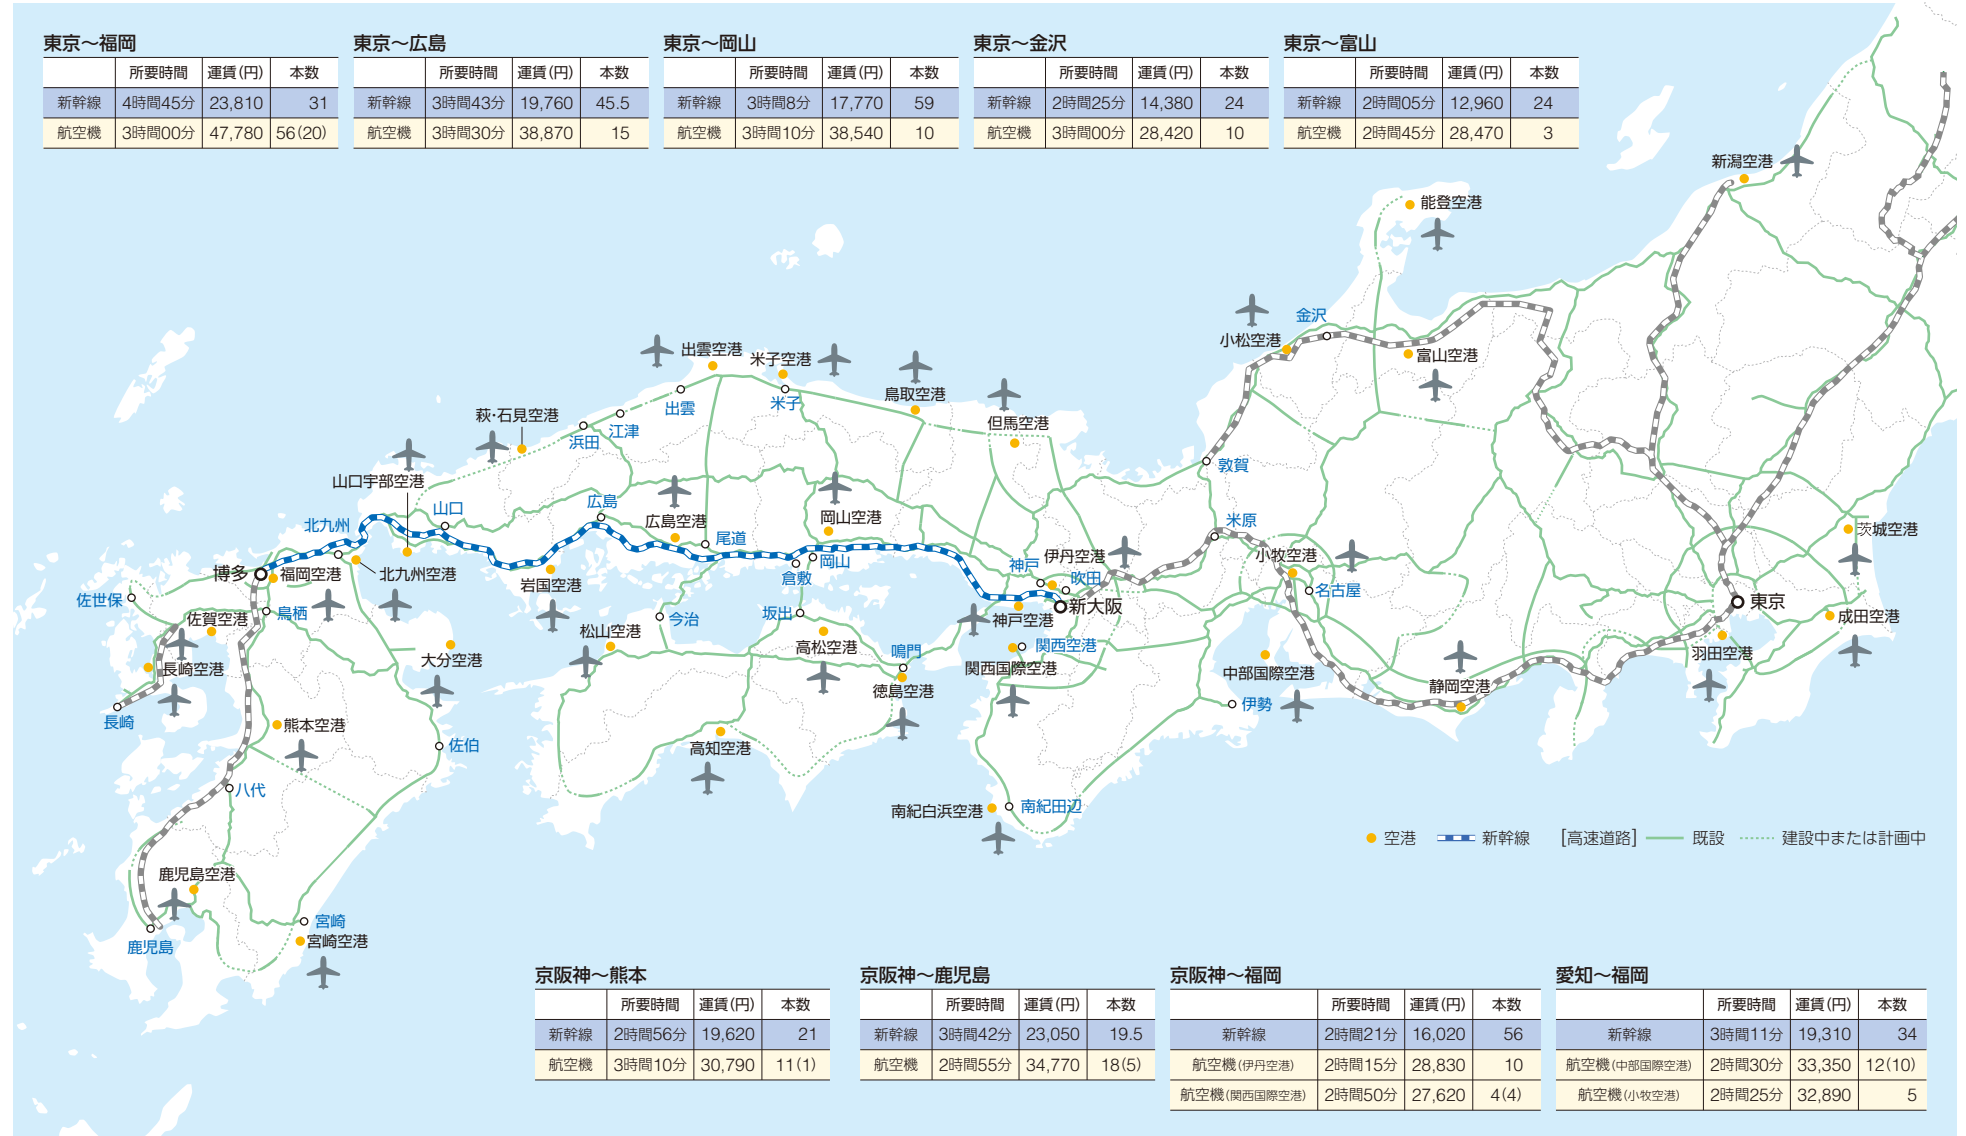 東京～福岡
所要時間 運賃(円) 本数
新幹線 4時間45分 23,810 31
航空機 3時間00分 47,780 56(20)
東京～広島
所要時間 運賃(円) 本数
新幹線 3時間43分 19,760 45.5
航空機 3時間30分 38,870 15
東京～岡山
所要時間 運賃(円) 本数
新幹線 3時間8分 17,770 59
航空機 3時間10分 38,540 10
東京～金沢
所要時間 運賃(円) 本数
新幹線 2時間25分 14,380 24
航空機 3時間00分 28,420 10
東京～富山
所要時間 運賃(円) 本数
新幹線 2時間05分 12,960 24
航空機 2時間45分 28,470 3
新潟空港
能登空港
金沢
小松空港
富山空港
出雲空港
米子空港
鳥取空港
出雲
米子
萩・石見空港
江津
浜田
但馬空港
敦賀
山口宇部空港
山口
広島
広島空港
岡山空港
北九州
尾道
米原
茨城空港
博多
福岡空港
北九州空港
岩国空港
倉敷
岡山
神戸
伊丹空港
吹田
小牧空港
名古屋
佐世保
鳥栖
佐賀空港
今治
坂出
新大阪
神戸空港
東京
成田空港
松山空港
高松空港
鳴門
関西空港
関西国際空港
羽田空港
長崎空港
大分空港
徳島空港
中部国際空港
静岡空港
長崎
伊勢
熊本空港
佐伯
高知空港
八代
南紀白浜空港
南紀田辺
空港 新幹線 [高速道路] 既設 建設中または計画中
鹿児島空港
宮崎
宮崎空港
鹿児島
京阪神～熊本
所要時間 運賃(円) 本数
新幹線 2時間56分 19,620 21
航空機 3時間10分 30,790 11(1)
京阪神～鹿児島
所要時間 運賃(円) 本数
新幹線 3時間42分 23,050 19.5
航空機 2時間55分 34,770 18(5)
京阪神～福岡
所要時間 運賃(円) 本数
新幹線 2時間21分 16,020 56
航空機(伊丹空港) 2時間15分 28,830 10
航空機(関西国際空港) 2時間50分 27,620 4(4)
愛知～福岡
所要時間 運賃(円) 本数
新幹線 3時間11分 19,310 34
航空機(中部国際空港) 2時間30分 33,350 12(10)
航空機(小牧空港) 2時間25分 32,890 5